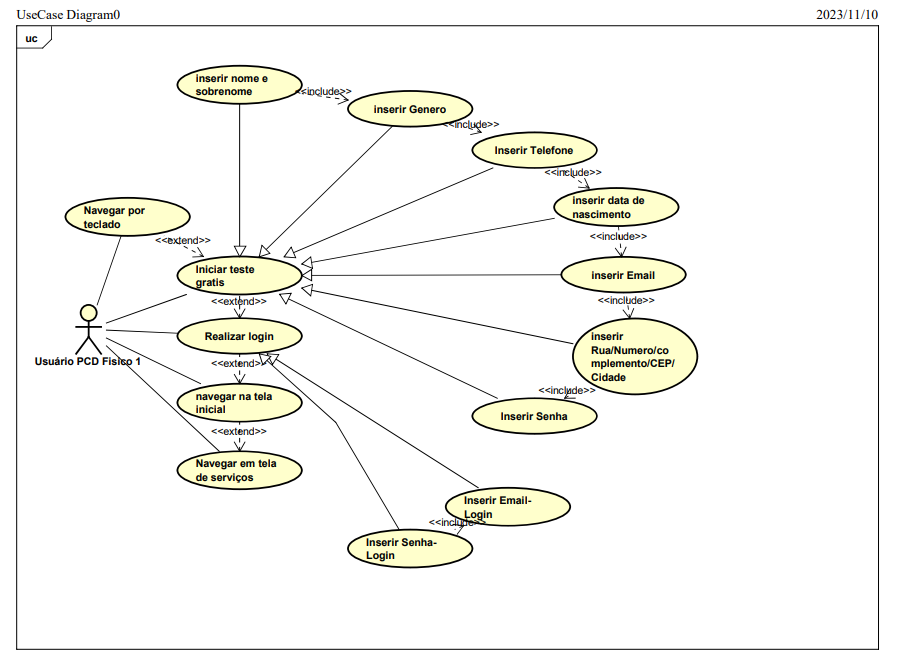 UseCase Diagram0
2023/11/10
uc
inserir nome e
sobrenome
<<include>>
inserir Genero
<<include>>
Inserir Telefone
<<include>>
inserir data de
nascimento
<<include>>
inserir Email
<<include>>
inserir
Rua/Numero/co
mplemento/CEP/
Cidade
<<include>>
Inserir Senha
Navegar por
teclado
<<extend>>
Iniciar teste
gratis
<<extend>>
Realizar login
<<extend>>
navegar na tela
inicial
<<extend>>
Navegar em tela
de serviços
Usuário PCD Fisico 1
Inserir Email-
Login
<<include>>
Inserir Senha-
Login